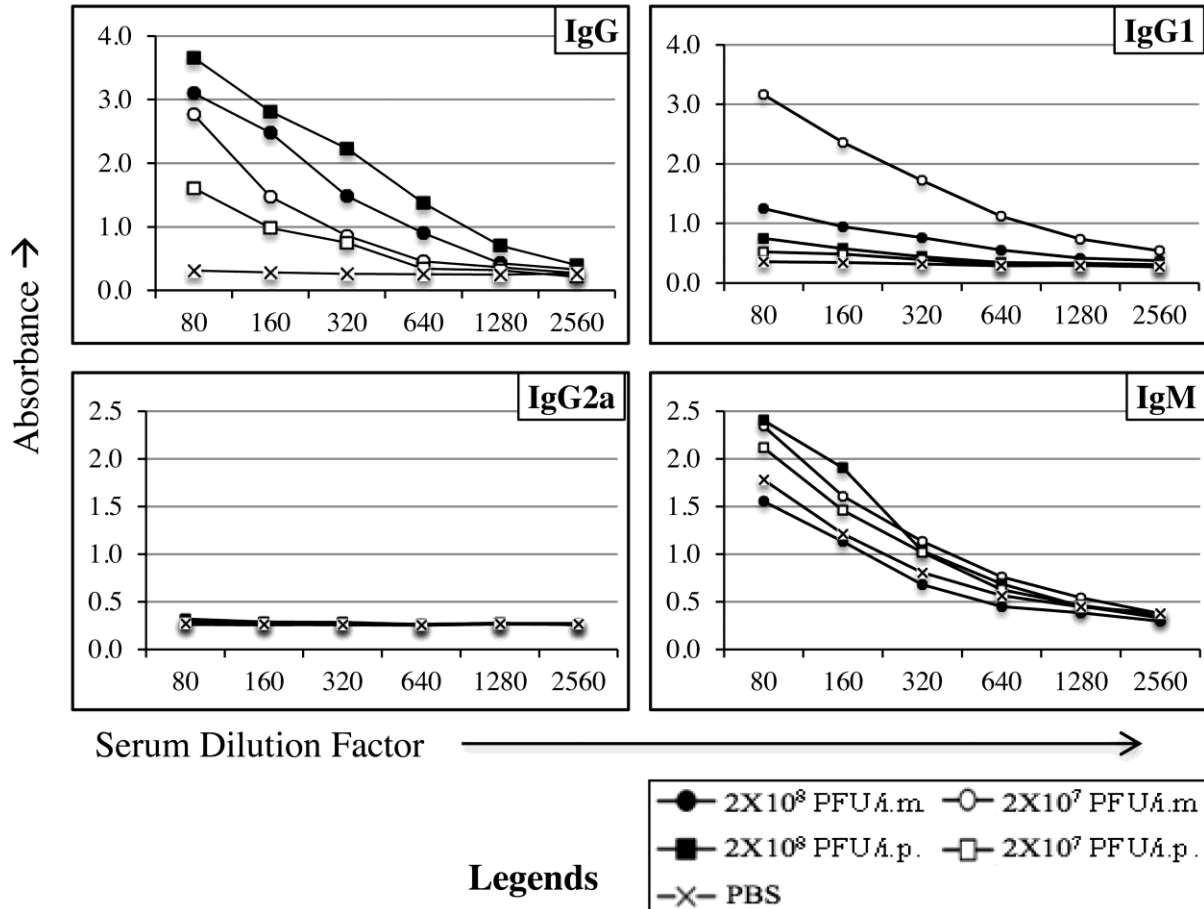 IgG
4.0
3.0
2.0
1.0
0.0
80 160 320 640 1280 2560
IgG1
4.0
3.0
2.0
1.0
0.0
80 160 320 640 1280 2560
Absorbance →
IgG2a
2.5
2.0
1.5
1.0
0.5
0.0
80 160 320 640 1280 2560
IgM
2.5
2.0
1.5
1.0
0.5
0.0
80 160 320 640 1280 2560
Serum Dilution Factor
Legends
2X10⁸ PFU/i.m 2X10⁷ PFU/i.m
2X10⁸ PFU/i.p. 2X10⁷ PFU/i.p.
PBS